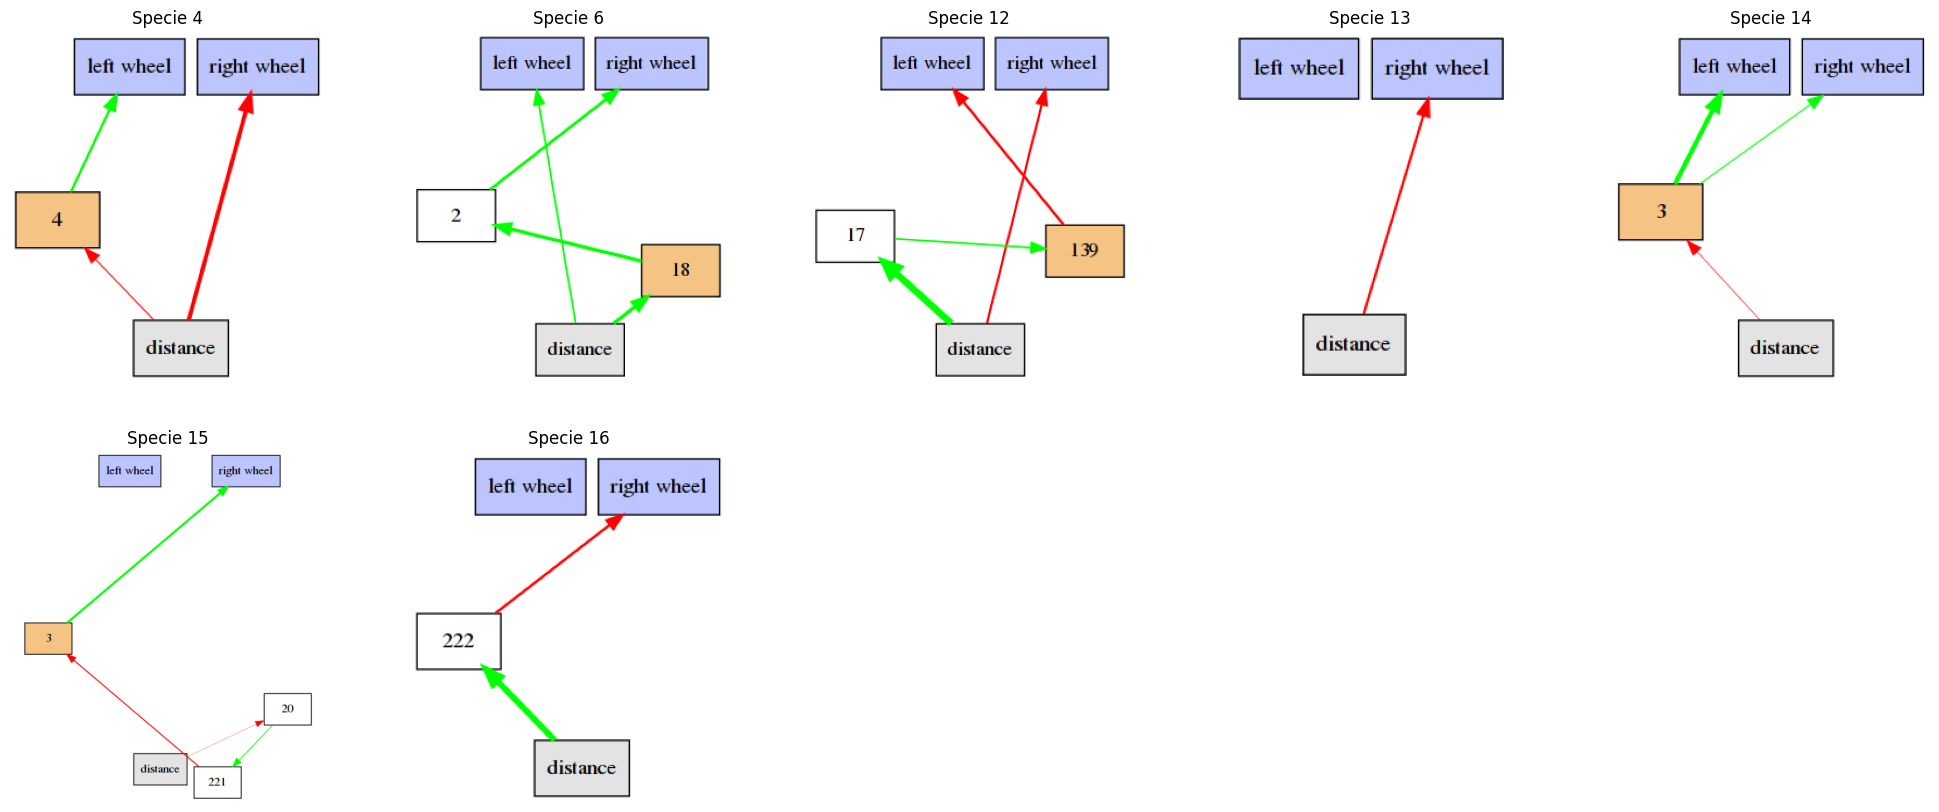 Specie 4
left wheel
right wheel
4
distance
Specie 6
left wheel
right wheel
2
18
distance
Specie 12
left wheel
right wheel
17
139
distance
Specie 13
left wheel
right wheel
distance
Specie 14
left wheel
right wheel
3
distance
Specie 15
left wheel
right wheel
3
20
distance
221
Specie 16
left wheel
right wheel
222
distance